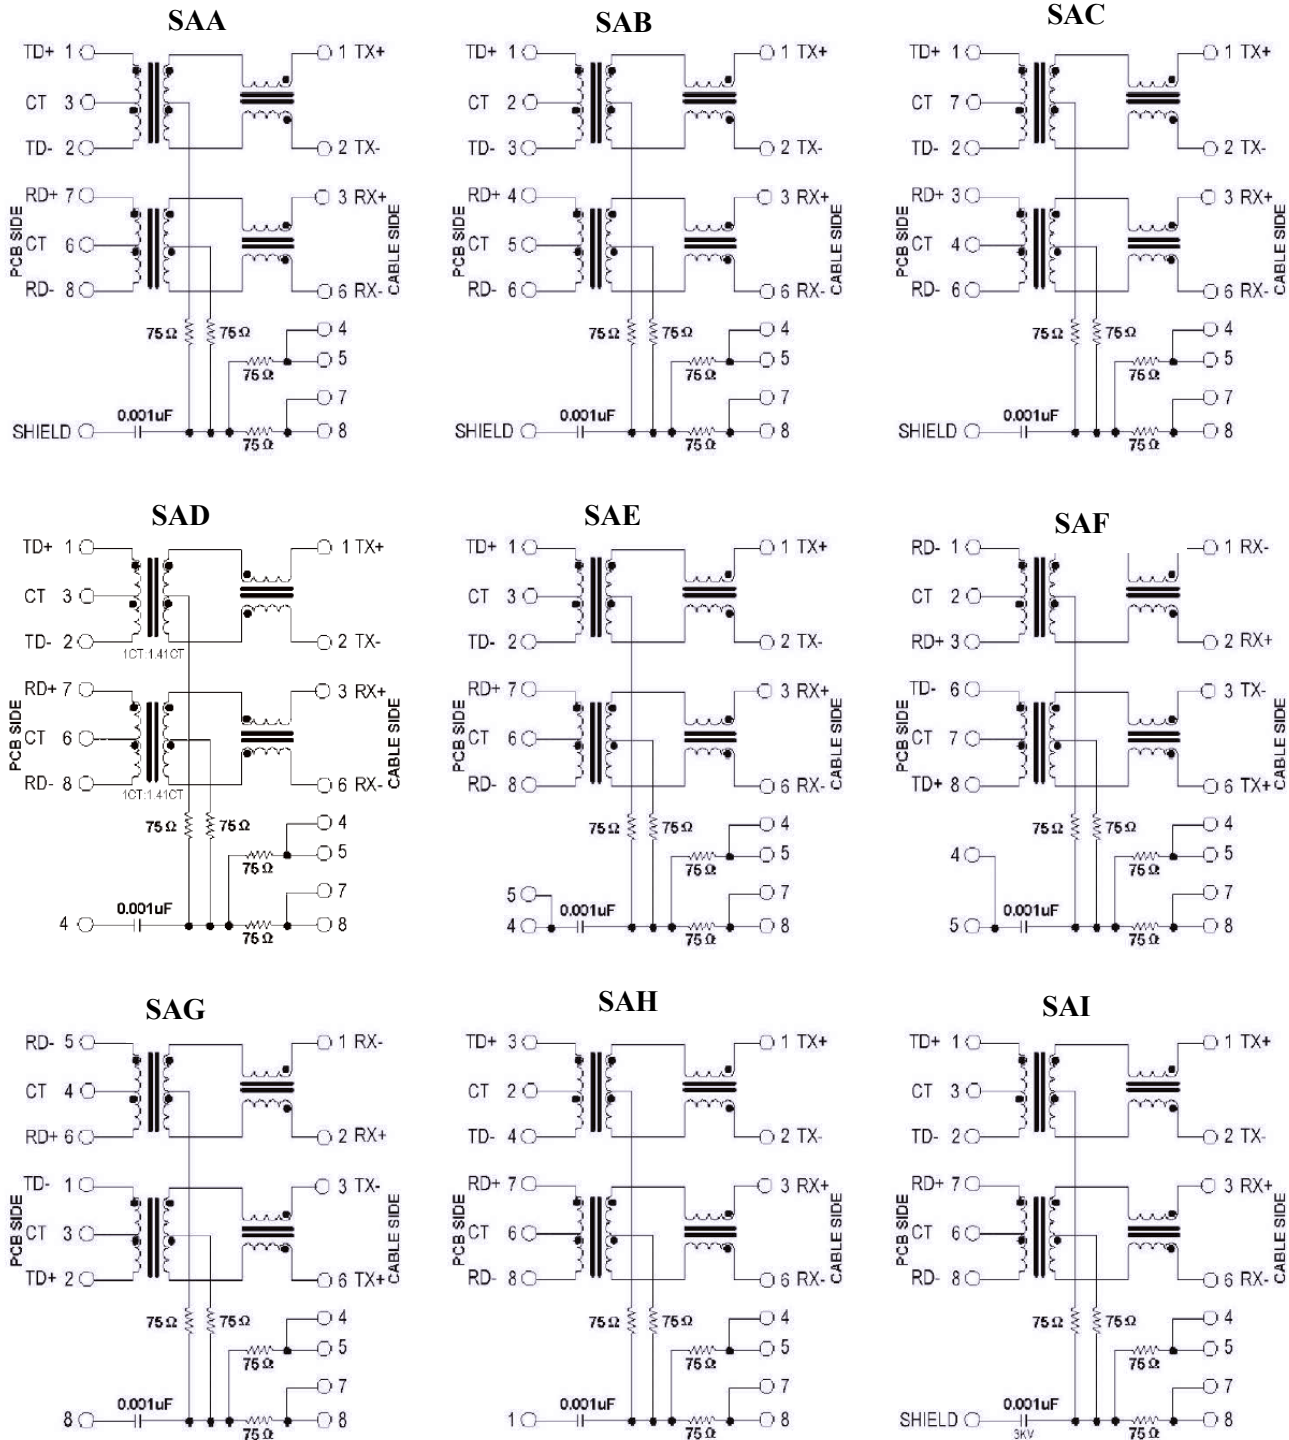 SAA
TD+ 1
CT 3
TD- 2
RD+ 7
CT 6
RD- 8
PCB SIDE
1 TX+
2 TX-
3 RX+
6 RX-
CABLE SIDE
75Ω 75Ω
4
5
75Ω
7
0.001uF
SHIELD
8
75Ω
SAB
TD+ 1
CT 2
TD- 3
RD+ 4
CT 5
RD- 6
PCB SIDE
1 TX+
2 TX-
3 RX+
6 RX-
CABLE SIDE
75Ω 75Ω
4
5
75Ω
7
0.001uF
SHIELD
8
75Ω
SAC
TD+ 1
CT 7
TD- 2
RD+ 3
CT 4
RD- 6
PCB SIDE
1 TX+
2 TX-
3 RX+
6 RX-
CABLE SIDE
75Ω 75Ω
4
5
75Ω
7
0.001uF
SHIELD
8
75Ω
SAD
TD+ 1
CT 3
TD- 2
1CT:1.41CT
RD+ 7
CT 6
RD- 8
1CT:1.41CT
PCB SIDE
1 TX+
2 TX-
3 RX+
6 RX-
CABLE SIDE
75Ω 75Ω
4
5
75Ω
7
0.001uF
4
8
75Ω
SAE
TD+ 1
CT 3
TD- 2
RD+ 7
CT 6
RD- 8
PCB SIDE
1 TX+
2 TX-
3 RX+
6 RX-
CABLE SIDE
75Ω 75Ω
4
5
75Ω
7
5
0.001uF
4
8
75Ω
SAF
RD- 1
CT 2
RD+ 3
TD- 6
CT 7
TD+ 8
PCB SIDE
1 RX-
2 RX+
3 TX-
6 TX+
CABLE SIDE
75Ω 75Ω
4
5
75Ω
4
7
0.001uF
5
8
75Ω
SAG
RD- 5
CT 4
RD+ 6
TD- 1
CT 3
TD+ 2
PCB SIDE
1 RX-
2 RX+
3 TX-
6 TX+
CABLE SIDE
75Ω 75Ω
4
5
75Ω
7
0.001uF
8
8
75Ω
SAH
TD+ 3
CT 2
TD- 4
RD+ 7
CT 6
RD- 8
PCB SIDE
1 TX+
2 TX-
3 RX+
6 RX-
CABLE SIDE
75Ω 75Ω
4
5
75Ω
7
0.001uF
1
8
75Ω
SAI
TD+ 1
CT 3
TD- 2
RD+ 7
CT 6
RD- 8
PCB SIDE
1 TX+
2 TX-
3 RX+
6 RX-
CABLE SIDE
75Ω 75Ω
4
5
75Ω
7
0.001uF
SHIELD
3KV
8
75Ω